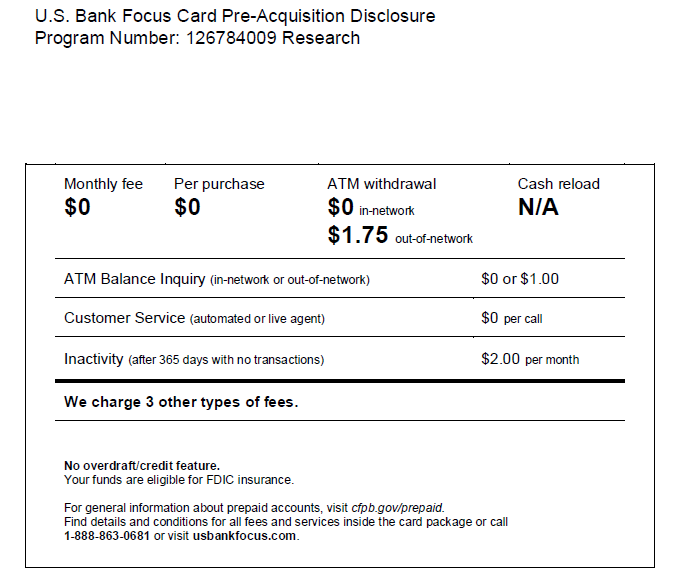 U.S. Bank Focus Card Pre-Acquisition Disclosure
Program Number: 126784009 Research
Monthly fee Per purchase ATM withdrawal Cash reload
$0 $0 $0 in-network N/A
$1.75 out-of-network
ATM Balance Inquiry (in-network or out-of-network) $0 or $1.00
Customer Service (automated or live agent) $0 per call
Inactivity (after 365 days with no transactions) $2.00 per month
We charge 3 other types of fees.
No overdraft/credit feature.
Your funds are eligible for FDIC insurance.
For general information about prepaid accounts, visit cfpb.gov/prepaid.
Find details and conditions for all fees and services inside the card package or call
1-888-863-0681 or visit usbankfocus.com.